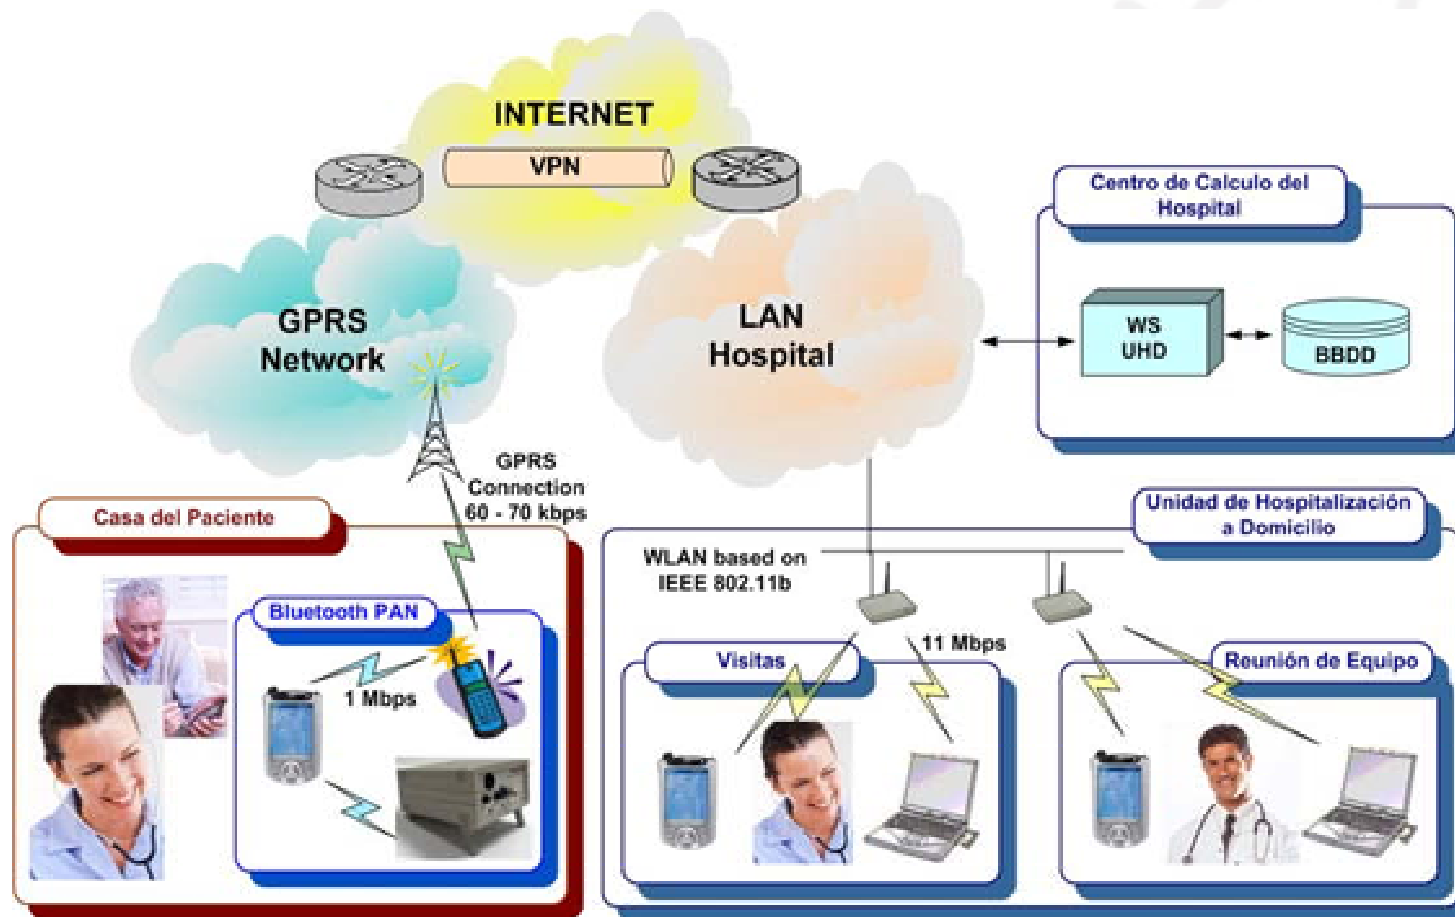 INTERNET
VPN
Centro de Calculo del
Hospital
GPRS
Network
LAN
Hospital
WS
UHD
BBDD
GPRS
Connection
60 - 70 kbps
Casa del Paciente
Unidad de Hospitalización
a Domicilio
WLAN based on
IEEE 802.11b
Bluetooth PAN
1 Mbps
Visitas
11 Mbps
Reunión de Equipo